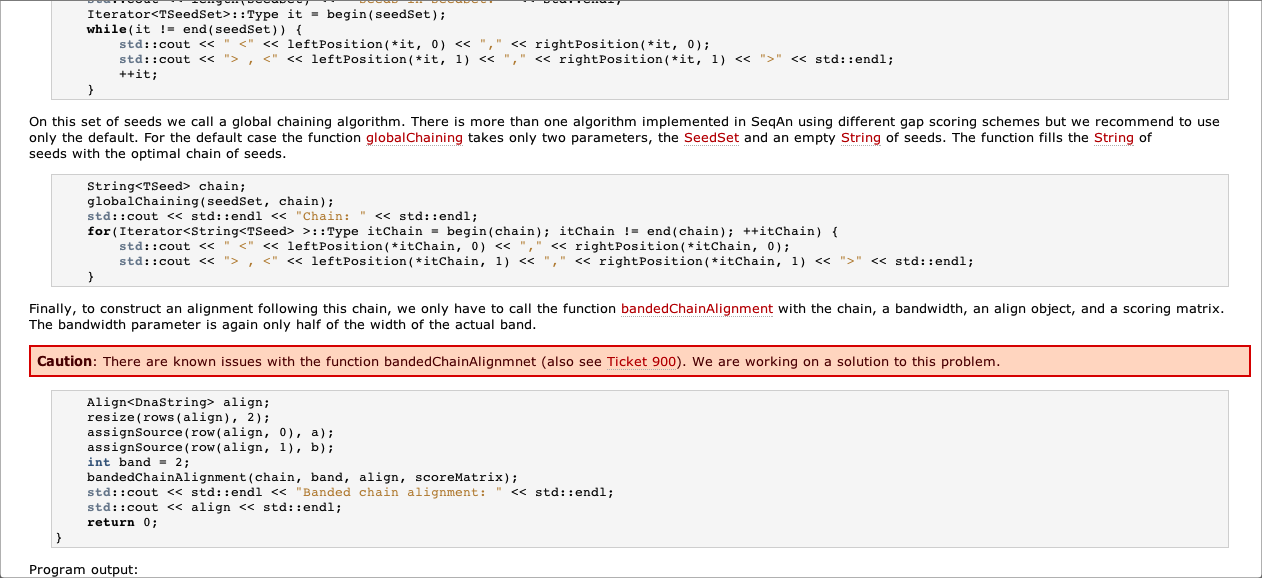 std::cout << length(seedSet) << " Seeds in SeedSet: " << std::endl;
Iterator<TSeedSet>::Type it = begin(seedSet);
while(it != end(seedSet)) {
std::cout << " <" << leftPosition(*it, 0) << "," << rightPosition(*it, 0);
std::cout << "> , <" << leftPosition(*it, 1) << "," << rightPosition(*it, 1) << ">" << std::endl;
++it;
}
On this set of seeds we call a global chaining algorithm. There is more than one algorithm implemented in SeqAn using different gap scoring schemes but we recommend to use
only the default. For the default case the function globalChaining takes only two parameters, the SeedSet and an empty String of seeds. The function fills the String of
seeds with the optimal chain of seeds.
String<TSeed> chain;
globalChaining(seedSet, chain);
std::cout << std::endl << "Chain: " << std::endl;
for(Iterator<String<TSeed> >::Type itChain = begin(chain); itChain != end(chain); ++itChain) {
std::cout << " <" << leftPosition(*itChain, 0) << "," << rightPosition(*itChain, 0);
std::cout << "> , <" << leftPosition(*itChain, 1) << "," << rightPosition(*itChain, 1) << ">" << std::endl;
}
Finally, to construct an alignment following this chain, we only have to call the function bandedChainAlignment with the chain, a bandwidth, an align object, and a scoring matrix.
The bandwidth parameter is again only half of the width of the actual band.
Caution: There are known issues with the function bandedChainAlignmnet (also see Ticket 900). We are working on a solution to this problem.
Align<DnaString> align;
resize(rows(align), 2);
assignSource(row(align, 0), a);
assignSource(row(align, 1), b);
int band = 2;
bandedChainAlignment(chain, band, align, scoreMatrix);
std::cout << std::endl << "Banded chain alignment: " << std::endl;
std::cout << align << std::endl;
return 0;
}
Program output: